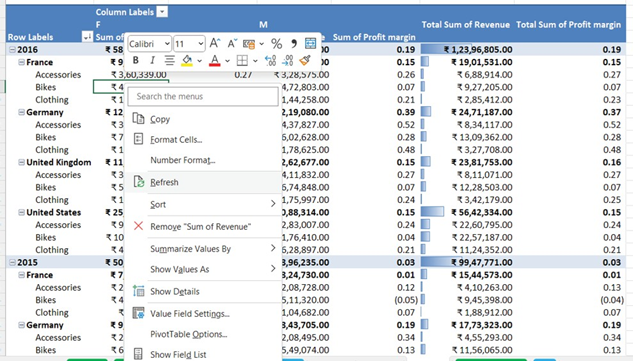 Column Labels
F M Total Sum of Revenue Total Sum of Profit margin
Row Labels Sum of Sum of Profit margin
2016 ₹ 58 0.19 ₹ 1,23,96,805.00 0.19
France ₹ 9 0.15 ₹ 19,01,531.00 0.15
Accessories ₹ 3,60,339.00 0.27 ₹ 3,28,575.00 0.26 ₹ 6,88,914.00 0.27
Bikes ₹ 4 4,72,803.00 0.07 ₹ 9,27,205.00 0.07
Clothing ₹ 1 1,44,258.00 0.21 ₹ 2,85,412.00 0.23
Germany ₹ 12 2,19,080.00 0.39 ₹ 24,71,187.00 0.37
Accessories ₹ 3 4,37,827.00 0.52 ₹ 8,34,117.00 0.52
Bikes ₹ 7 6,02,628.00 0.28 ₹ 13,09,362.00 0.28
Clothing ₹ 1 1,78,625.00 0.48 ₹ 3,27,708.00 0.48
United Kingdom ₹ 11 2,62,677.00 0.15 ₹ 23,81,753.00 0.16
Accessories ₹ 3 4,11,832.00 0.27 ₹ 8,11,071.00 0.27
Bikes ₹ 5 6,74,848.00 0.07 ₹ 12,28,503.00 0.07
Clothing ₹ 1 1,75,997.00 0.24 ₹ 3,42,179.00 0.25
United States ₹ 25 0,88,314.00 0.15 ₹ 56,42,334.00 0.15
Accessories ₹ 9 2,83,007.00 0.24 ₹ 22,60,795.00 0.24
Bikes ₹ 10 1,76,410.00 0.04 ₹ 22,57,187.00 0.04
Clothing ₹ 4 6,28,897.00 0.21 ₹ 11,24,352.00 0.21
2015 ₹ 50 3,96,235.00 0.03 ₹ 99,47,771.00 0.03
France ₹ 7 3,24,730.00 0.01 ₹ 15,44,573.00 0.01
Accessories ₹ 2 2,08,728.00 0.12 ₹ 4,10,263.00 0.13
Bikes ₹ 4 5,11,320.00 (0.05) ₹ 9,45,398.00 (0.04)
Clothing ₹ 1,04,682.00 0.07 ₹ 1,88,912.00 0.07
Germany ₹ 9 3,43,705.00 0.19 ₹ 17,73,323.00 0.19
Accessories ₹ 2 2,08,495.00 0.34 ₹ 4,55,293.00 0.34
Bikes ₹ 6 5,49,074.00 0.13 ₹ 11,56,065.00 0.13
Calibri 11 A A % 9
B I A
Search the menus
Copy
Format Cells...
Number Format...
Refresh
Sort
Remove "Sum of Revenue"
Summarize Values By
Show Values As
Show Details
Value Field Settings...
PivotTable Options...
Show Field List